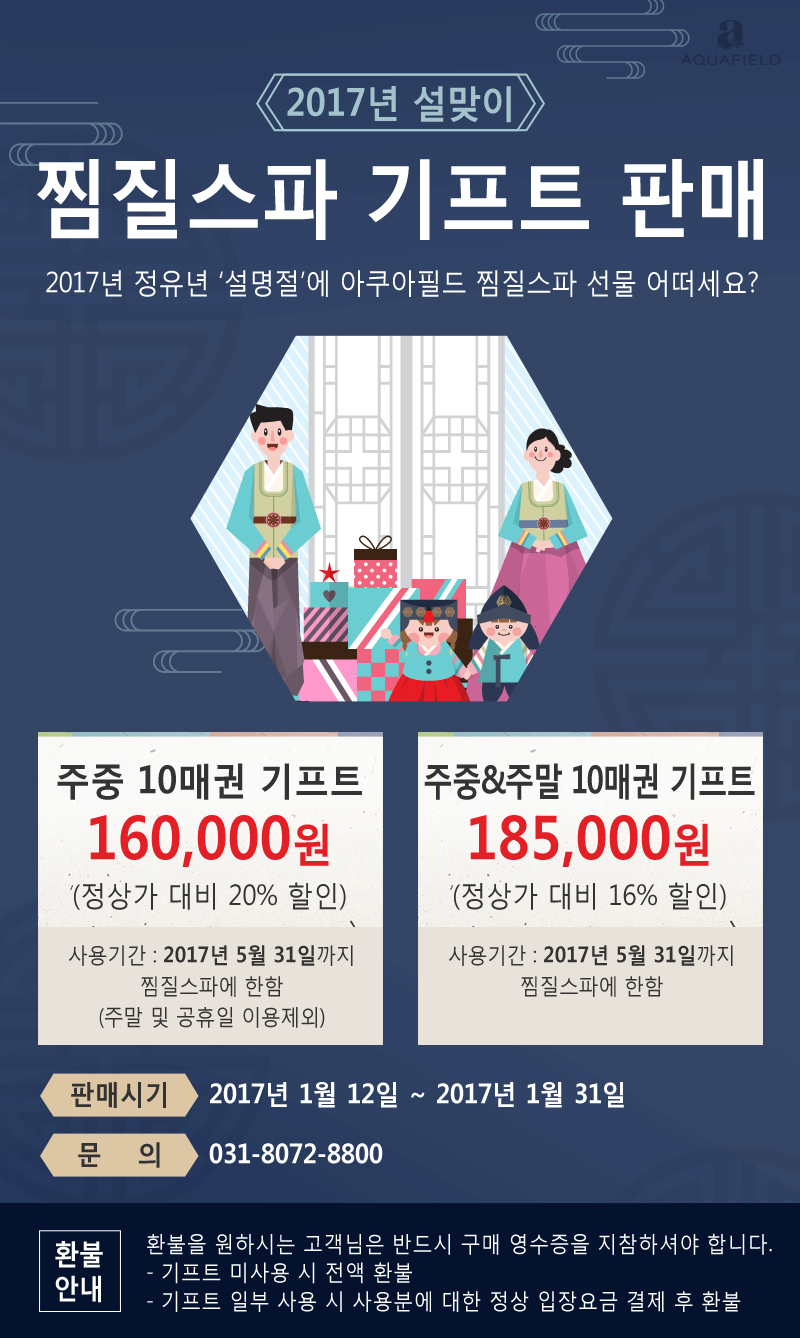 a
AQUAFIELD
2017년 설맞이
찜질스파 기프트 판매
2017년 정유년 ‘설명절‘에 아쿠아필드 찜질스파 선물 어떠세요?
주중 10매권 기프트
160,000원
(정상가 대비 20% 할인)
사용기간 : 2017년 5월 31일까지
찜질스파에 한함
(주말 및 공휴일 이용제외)
주중&주말 10매권 기프트
185,000원
(정상가 대비 16% 할인)
사용기간 : 2017년 5월 31일까지
찜질스파에 한함
판매시기 2017년 1월 12일 ~ 2017년 1월 31일
문 의 031-8072-8800
환불
안내
환불을 원하시는 고객님은 반드시 구매 영수증을 지참하셔야 합니다.
- 기프트 미사용 시 전액 환불
- 기프트 일부 사용 시 사용분에 대한 정상 입장요금 결제 후 환불